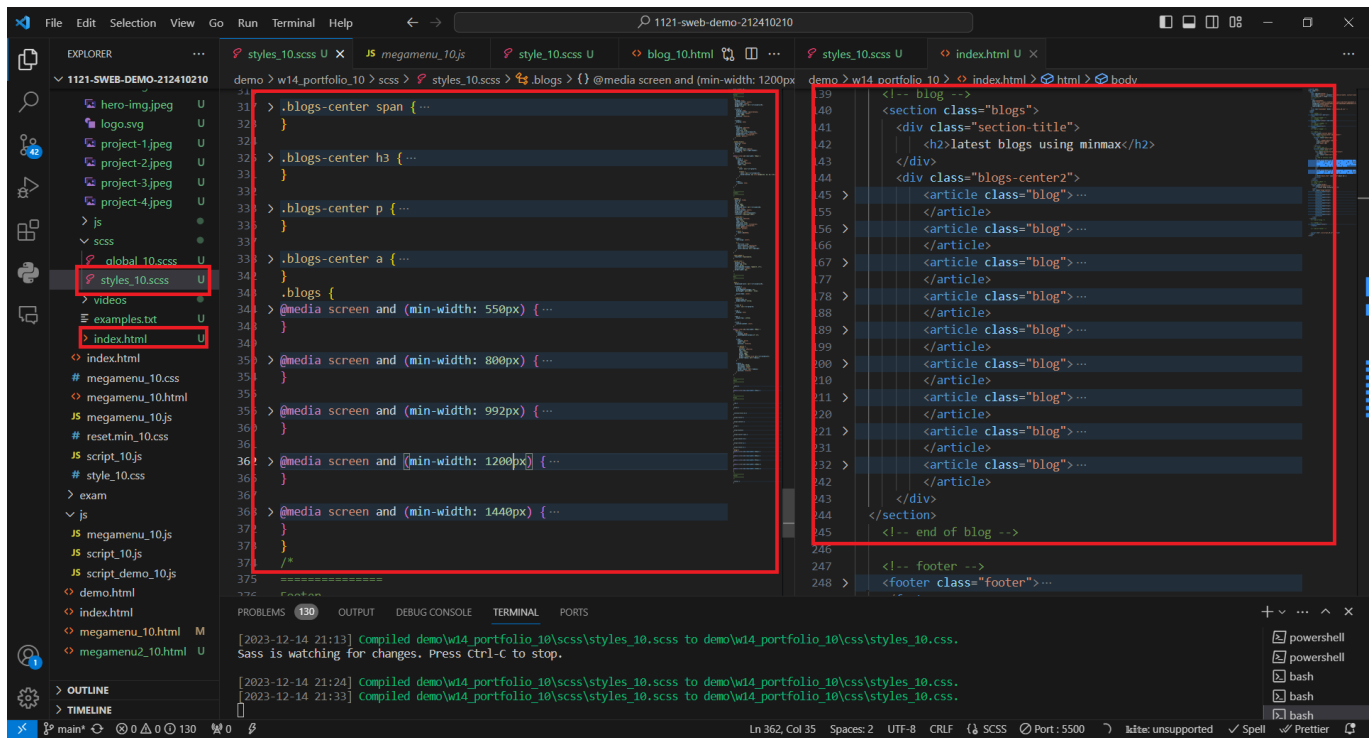 File Edit Selection View Go Run Terminal Help
1121-sweb-demo-212410210
EXPLORER
1121-SWEB-DEMO-212410210
hero-img.jpeg U
logo.svg U
project-1.jpeg U
project-2.jpeg U
project-3.jpeg U
project-4.jpeg U
js
scss
global_10.scss U
styles_10.scss U
videos
examples.txt U
index.html U
index.html
megamenu_10.css
megamenu_10.html
JS megamenu_10.js
reset.min_10.css
JS script_10.js
# style_10.css
exam
js
JS megamenu_10.js
JS script_10.js
JS script_demo_10.js
demo.html
index.html
megamenu_10.html M
megamenu2_10.html U
OUTLINE
TIMELINE
42
1
styles_10.scss U
JS megamenu_10.js
style_10.scss U
blog_10.html
demo > w14_portfolio_10 > scss > styles_10.scss > .blogs > {} @media screen and (min-width: 1200px
> .blogs-center span { ...
}
> .blogs-center h3 { ...
}
> .blogs-center p { ...
}
> .blogs-center a { ...
}
.blogs {
> @media screen and (min-width: 550px) { ...
}
> @media screen and (min-width: 800px) { ...
}
> @media screen and (min-width: 992px) { ...
}
362 > @media screen and (min-width: 1200px) { ...
}
> @media screen and (min-width: 1440px) { ...
}
}
/*
375 ===============
376 Footer
styles_10.scss U
index.html U
demo > w14_portfolio_10 > index.html > html > body
139 <!-- blog -->
140 <section class="blogs">
141 <div class="section-title">
142 <h2>latest blogs using minmax</h2>
143 </div>
144 <div class="blogs-center2">
145 > <article class="blog">...
155 </article>
156 > <article class="blog">...
166 </article>
167 > <article class="blog">...
177 </article>
178 > <article class="blog">...
188 </article>
189 > <article class="blog">...
199 </article>
200 > <article class="blog">...
210 </article>
211 > <article class="blog">...
220 </article>
221 > <article class="blog">...
231 </article>
232 > <article class="blog">...
242 </article>
243 </div>
244 </section>
245 <!-- end of blog -->
246
247 <!-- footer -->
248 > <footer class="footer">...
PROBLEMS 130 OUTPUT DEBUG CONSOLE TERMINAL PORTS
[2023-12-14 21:13] Compiled demo\w14_portfolio_10\scss\styles_10.scss to demo\w14_portfolio_10\css\styles_10.css.
Sass is watching for changes. Press Ctrl-C to stop.
[2023-12-14 21:24] Compiled demo\w14_portfolio_10\scss\styles_10.scss to demo\w14_portfolio_10\css\styles_10.css.
[2023-12-14 21:33] Compiled demo\w14_portfolio_10\scss\styles_10.scss to demo\w14_portfolio_10\css\styles_10.css.
powershell
powershell
bash
bash
bash
main* 0 0 130 0 Ln 362, Col 35 Spaces: 2 UTF-8 CRLF SCSS Port : 5500 kite: unsupported Spell Prettier